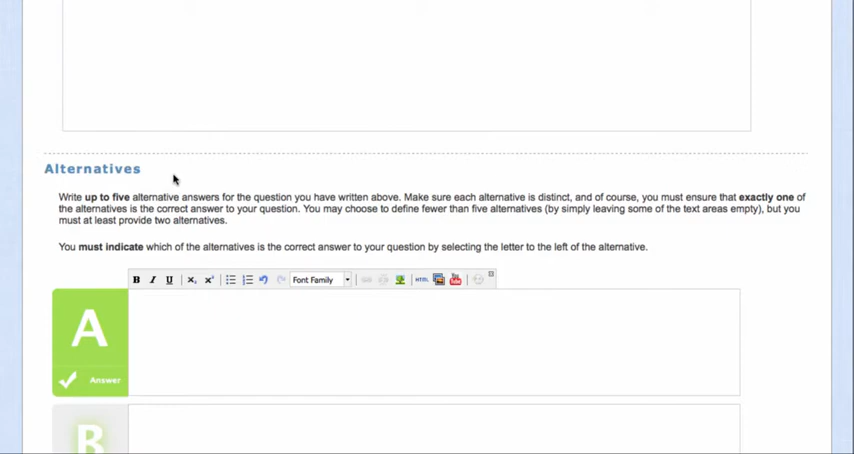 Alternatives
Write up to five alternative answers for the question you have written above. Make sure each alternative is distinct, and of course, you must ensure that exactly one of
the alternatives is the correct answer to your question. You may choose to define fewer than five alternatives (by simply leaving some of the text areas empty), but you
must at least provide two alternatives.
You must indicate which of the alternatives is the correct answer to your question by selecting the letter to the left of the alternative.
B I U x₂ x² Font Family HTML You Tube
A
Answer
B